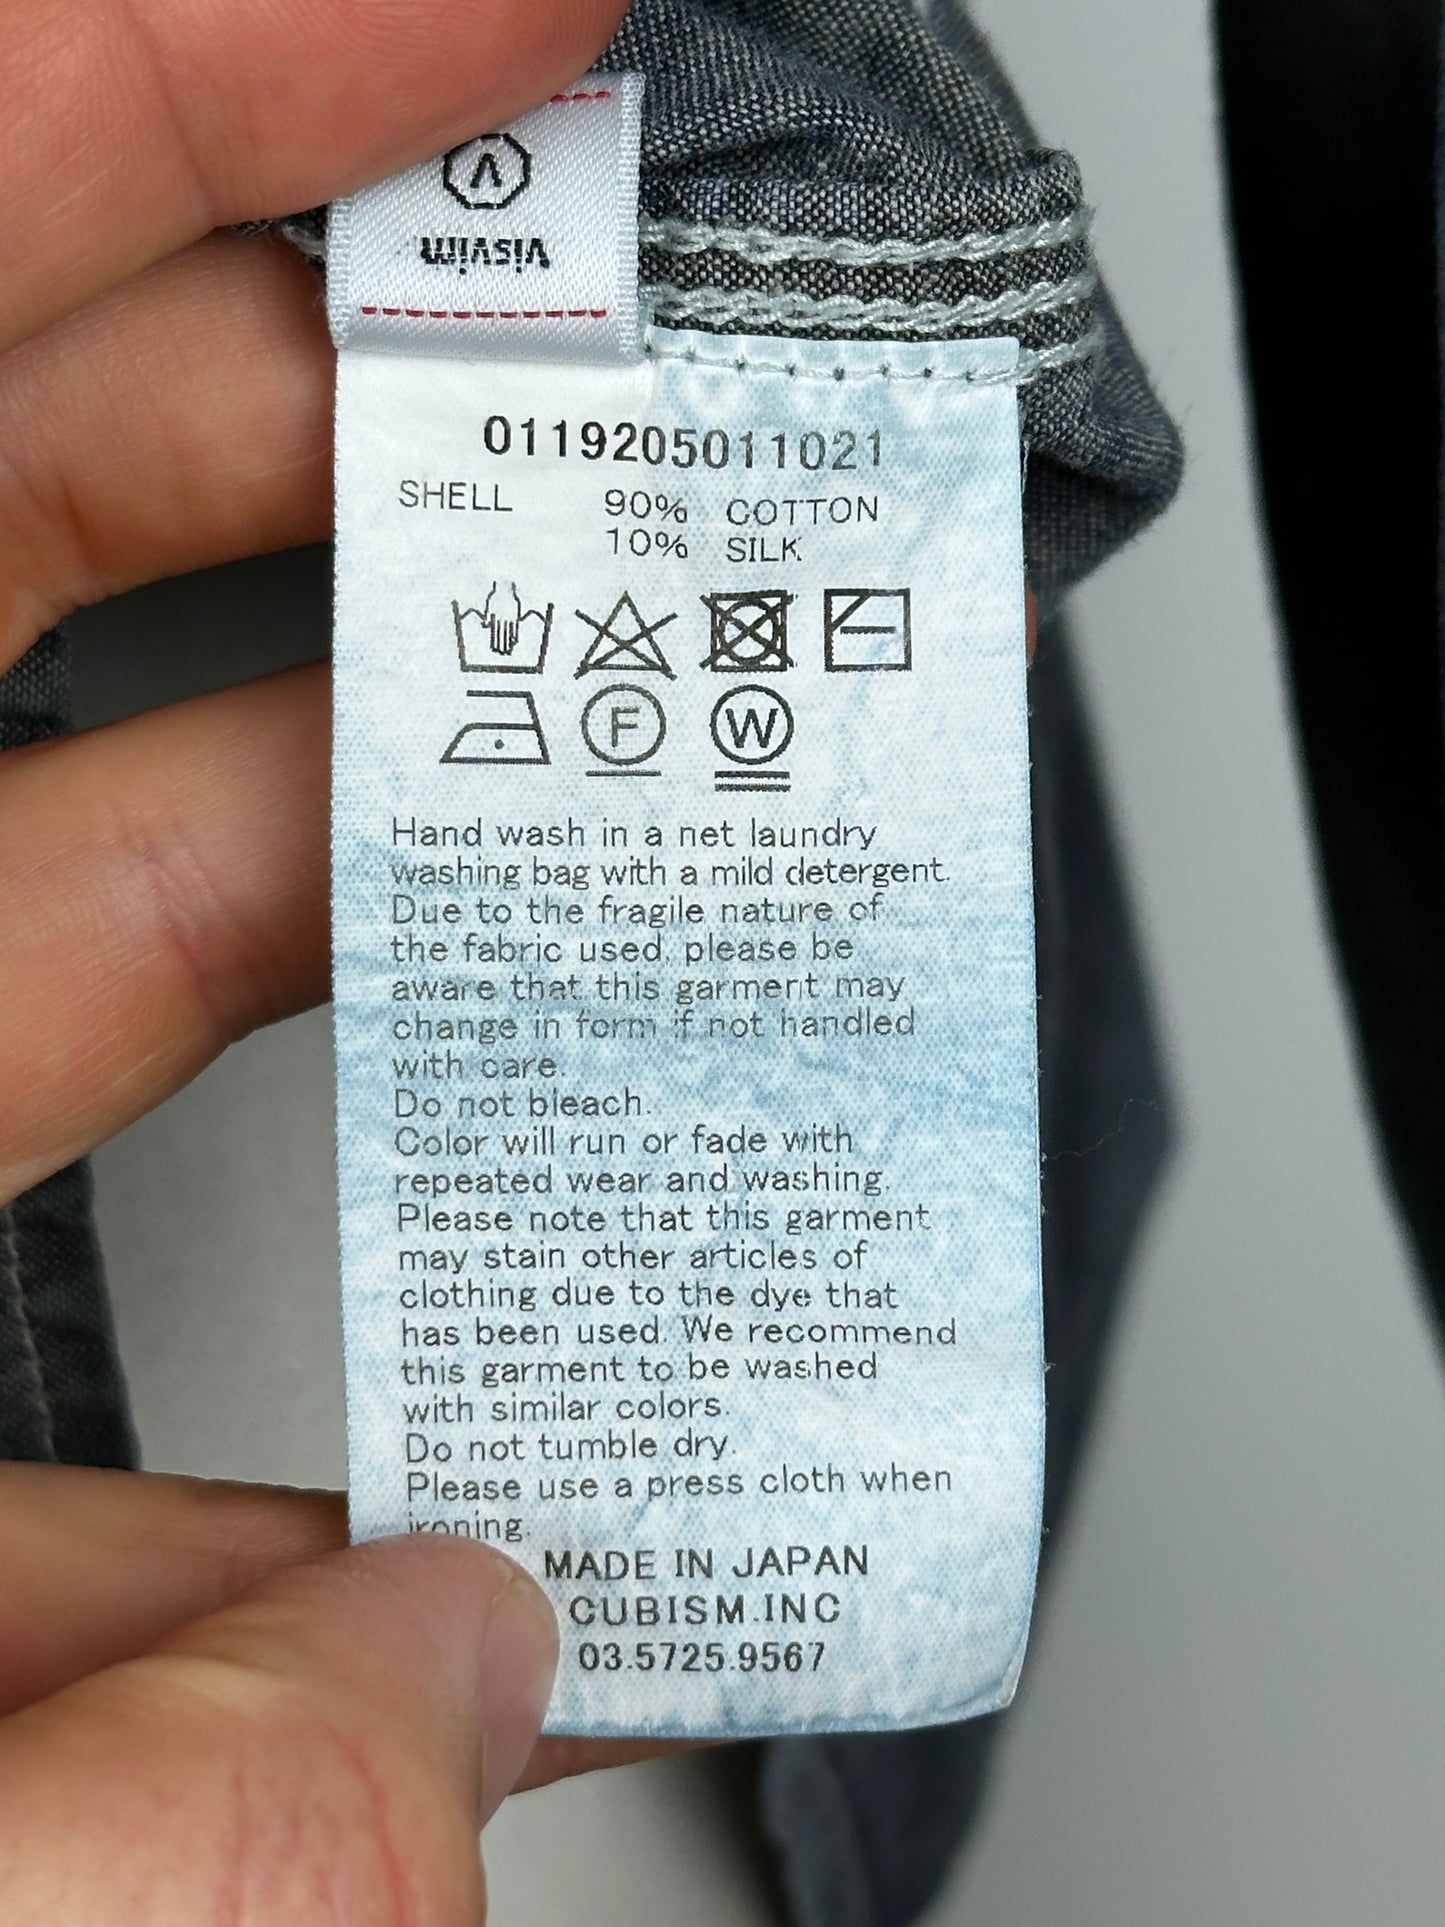 visvim
0119205011021
SHELL 90% COTTON
10% SILK
F W
Hand wash in a net laundry
washing bag with a mild detergent.
Due to the fragile nature of
the fabric used, please be
aware that this garment may
change in form if not handled
with care.
Do not bleach.
Color will run or fade with
repeated wear and washing.
Please note that this garment
may stain other articles of
clothing due to the dye that
has been used. We recommend
this garment to be washed
with similar colors.
Do not tumble dry.
Please use a press cloth when
ironing.
MADE IN JAPAN
CUBISM.INC
03.5725.9567